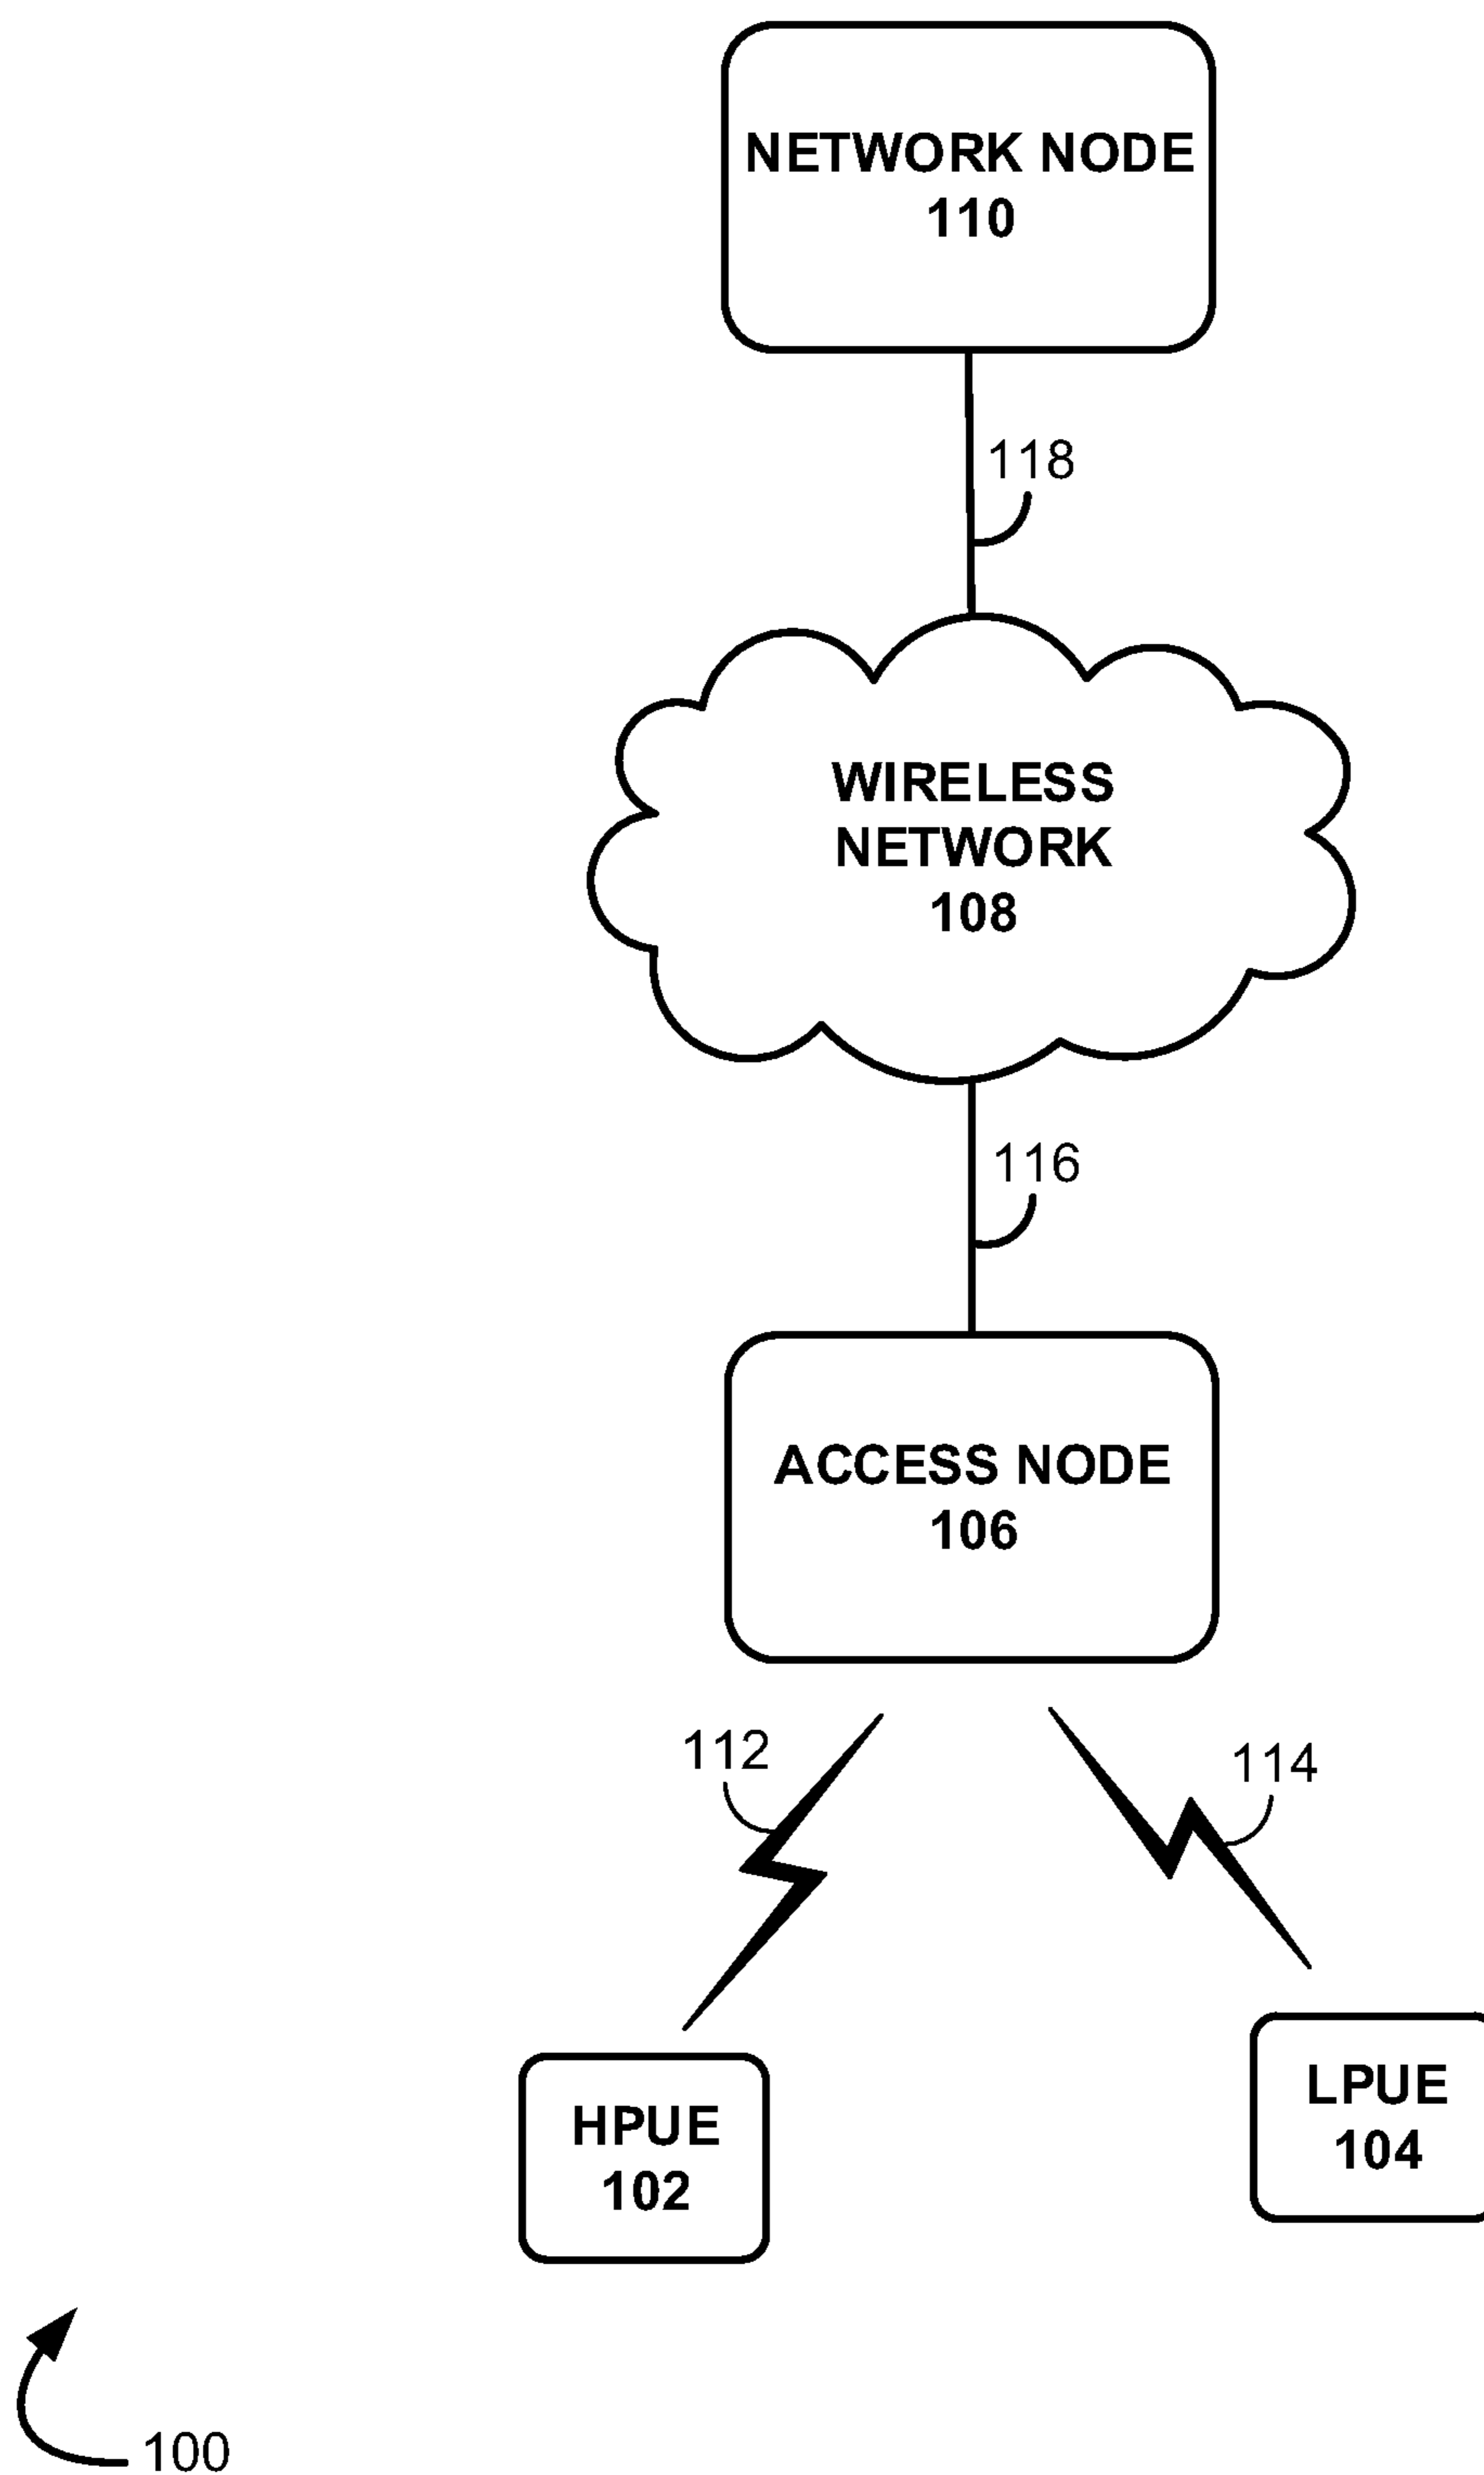 NETWORK NODE
110
118
WIRELESS
NETWORK
108
116
ACCESS NODE
106
112
114
HPUE
102
LPUE
104
100